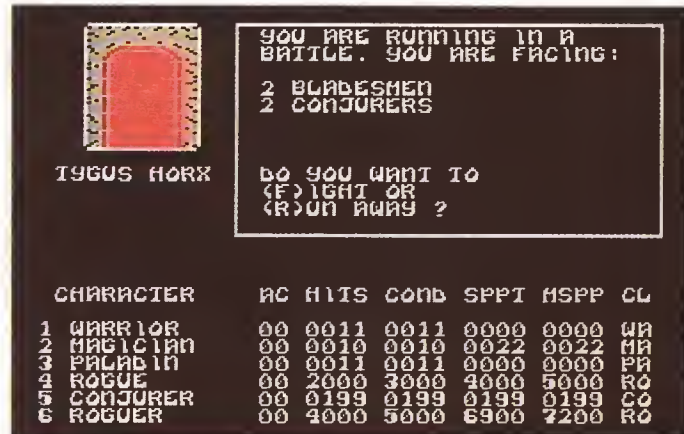 YOU ARE RUNNING IN A
BATTLE. YOU ARE FACING:
2 BLADESMEN
2 CONJURERS
TYGUS HORX
DO YOU WANT TO
(F)IGHT OR
(R)UN AWAY ?
CHARACTER AC HITS COND SPPT MSPP CL
1 WARRIOR 00 0011 0011 0000 0000 WA
2 MAGICIAN 00 0010 0010 0022 0022 MA
3 PALADIN 00 0011 0011 0000 0000 PA
4 ROGUE 00 2000 3000 4000 5000 RO
5 CONJURER 00 0199 0199 0199 0199 CO
6 ROGUER 00 4000 5000 6900 7200 RO